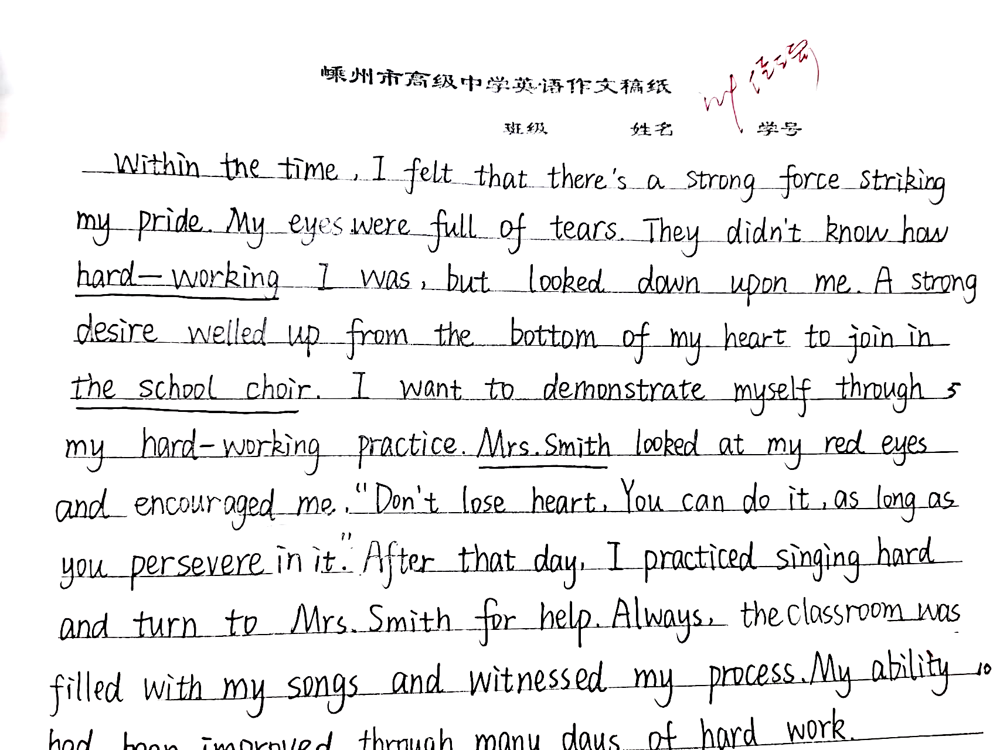 嵊州市高级中学英语作文稿纸
班级 姓名 学号
Within the time, I felt that there's a strong force striking
my pride. My eyes were full of tears. They didn't know how
hard-working I was, but looked down upon me. A strong
desire welled up from the bottom of my heart to join in
the school choir. I want to demonstrate myself through 5
my hard-working practice. Mrs. Smith looked at my red eyes
and encouraged me. "Don't lose heart. You can do it, as long as
you persevere in it." After that day, I practiced singing hard
and turn to Mrs. Smith for help. Always, the classroom was
filled with my songs and witnessed my process. My ability 10
had been improved through many days of hard work.